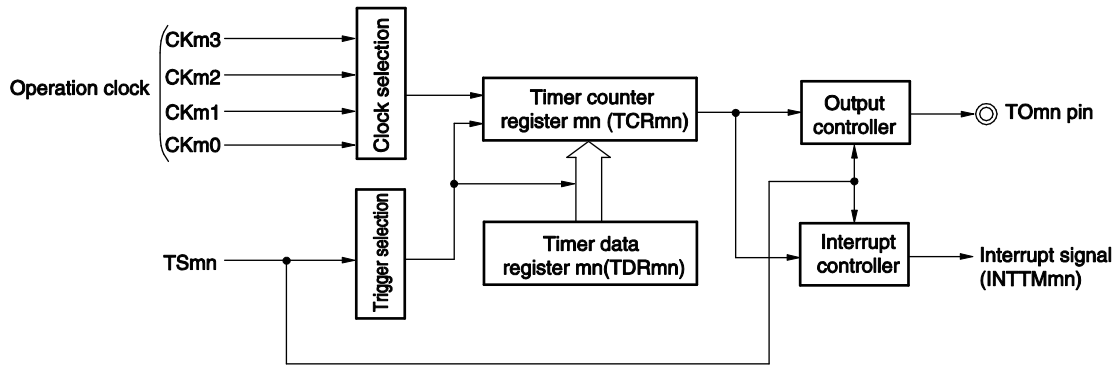 Operation clock
CKm3
CKm2
CKm1
CKm0
Clock selection
Timer counter
register mn (TCRmn)
Output
controller
TOmn pin
TSmn
Trigger selection
Timer data
register mn(TDRmn)
Interrupt
controller
Interrupt signal
(INTTMmn)